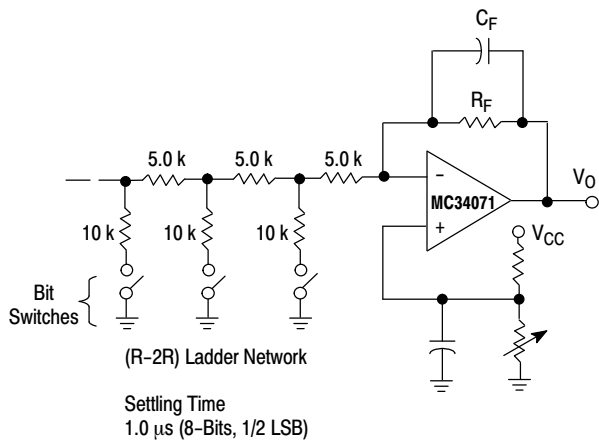 C_F
R_F
5.0 k
5.0 k
5.0 k
–
MC34071
+
V_O
V_CC
10 k
10 k
10 k
Bit
Switches
(R-2R) Ladder Network
Settling Time
1.0 μs (8-Bits, 1/2 LSB)